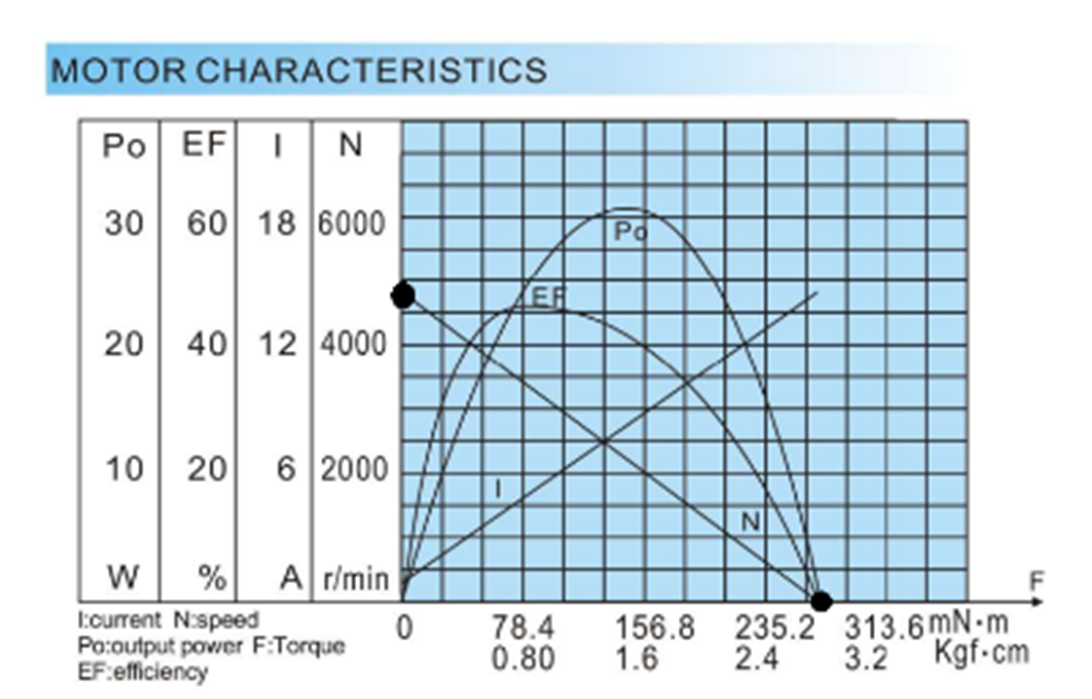 MOTOR CHARACTERISTICS
Po EF I N
30 60 18 6000
Po
EF
20 40 12 4000
10 20 6 2000
I
N
W % A r/min
F
I:current N:speed
0 78.4 156.8 235.2 313.6 mN·m
Po:output power F:Torque
0.80 1.6 2.4 3.2 Kgf·cm
EF:efficiency